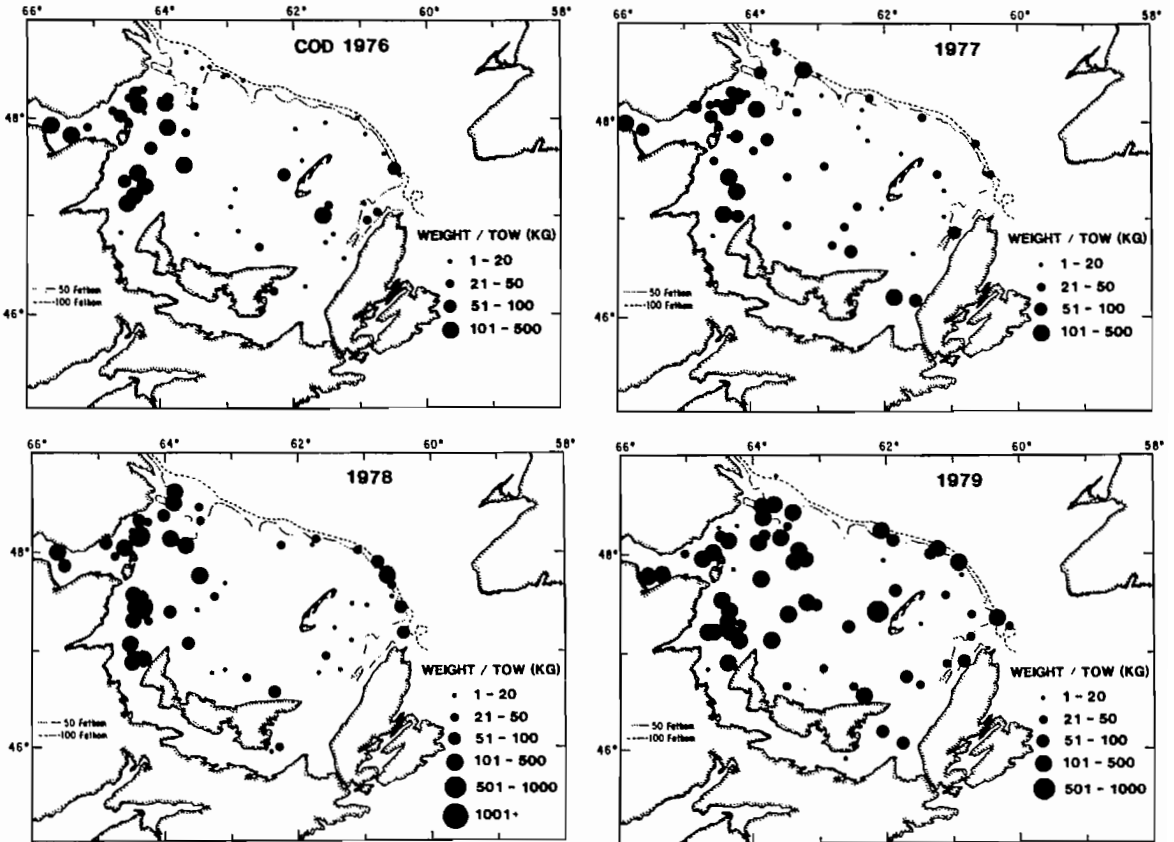 66° 64° 62° 60° 58°
COD 1976
48°
46°
WEIGHT / TOW (KG)
1 - 20
21 - 50
51 - 100
101 - 500
50 Fathom
100 Fathom
66° 64° 62° 60° 58°
1977
48°
46°
WEIGHT / TOW (KG)
1 - 20
21 - 50
51 - 100
101 - 500
50 Fathom
100 Fathom
66° 64° 62° 60° 58°
1978
48°
46°
WEIGHT / TOW (KG)
1 - 20
21 - 50
51 - 100
101 - 500
501 - 1000
1001+
50 Fathom
100 Fathom
66° 64° 62° 60° 58°
1979
48°
46°
WEIGHT / TOW (KG)
1 - 20
21 - 50
51 - 100
101 - 500
501 - 1000
50 Fathom
100 Fathom